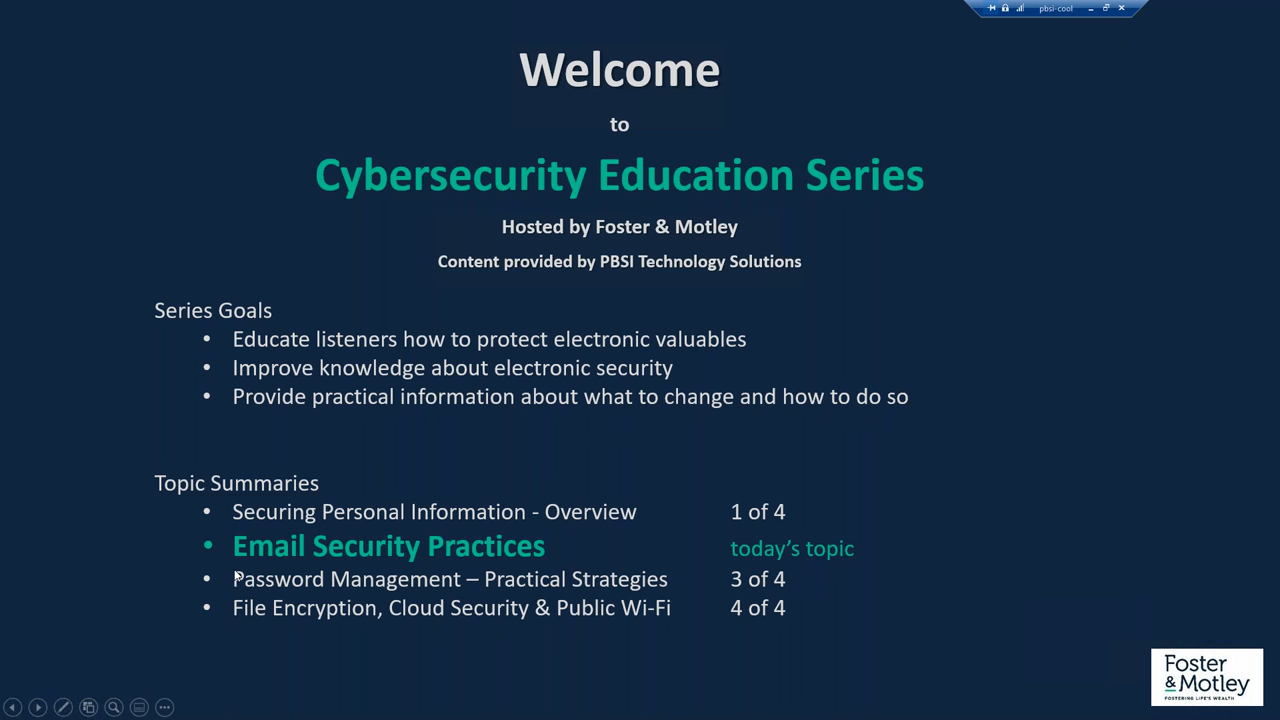 pbsi-cool
Welcome
to
Cybersecurity Education Series
Hosted by Foster & Motley
Content provided by PBSI Technology Solutions
Series Goals
• Educate listeners how to protect electronic valuables
• Improve knowledge about electronic security
• Provide practical information about what to change and how to do so
Topic Summaries
• Securing Personal Information - Overview 1 of 4
• Email Security Practices today's topic
• Password Management – Practical Strategies 3 of 4
• File Encryption, Cloud Security & Public Wi-Fi 4 of 4
Foster
& Motley
FOSTERING LIFE'S WEALTH